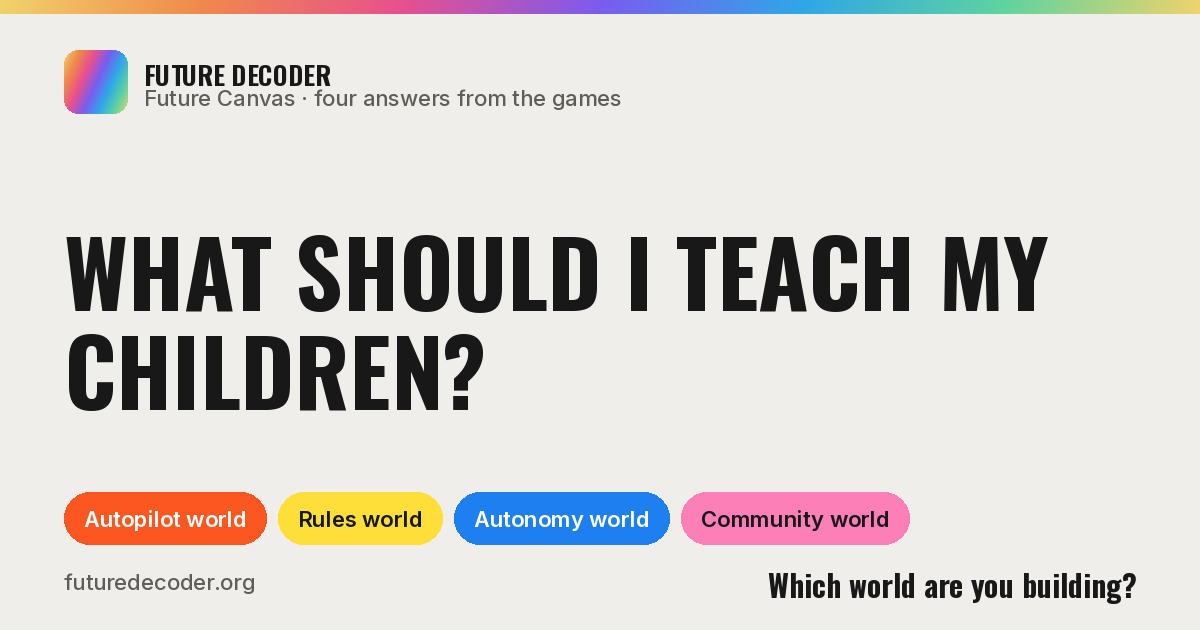 FUTURE DECODER
Future Canvas · four answers from the games
WHAT SHOULD I TEACH MY
CHILDREN?
Autopilot world
Rules world
Autonomy world
Community world
futuredecoder.org
Which world are you building?